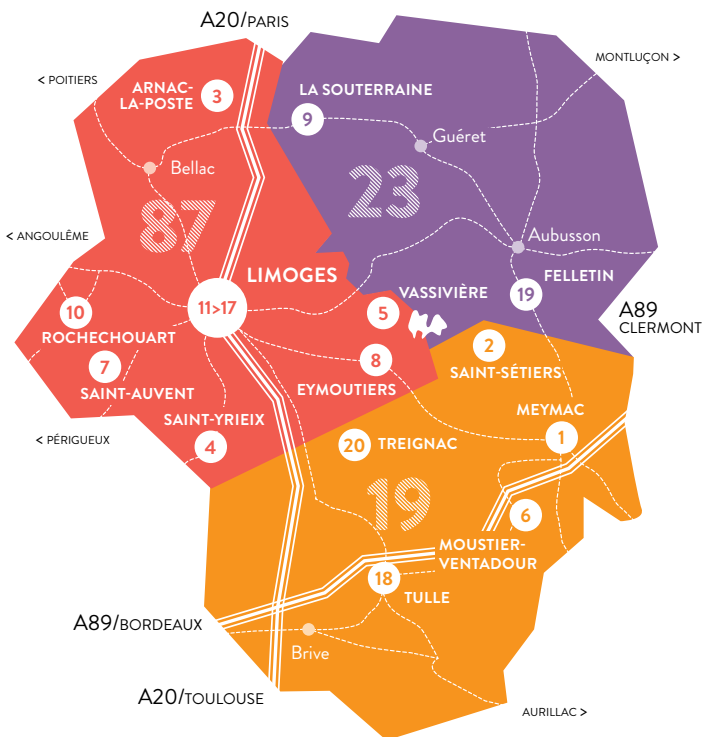 A20/PARIS
MONTLUÇON >
< POITIERS
ARNAC-
LA-POSTE
3
LA SOUTERRAINE
9
Guéret
Bellac
23
87
< ANGOULÊME
Aubusson
LIMOGES
11>17
VASSIVIÈRE
5
FELLETIN
19
A89
CLERMONT
10
ROCHECHOUART
2
SAINT-SÉTIERS
7
SAINT-AUVENT
8
EYMOUTIERS
MEYMAC
1
SAINT-YRIEIX
4
< PÉRIGUEUX
20 TREIGNAC
19
6
MOUSTIER-
VENTADOUR
18
TULLE
A89/BORDEAUX
Brive
A20/TOULOUSE
AURILLAC >